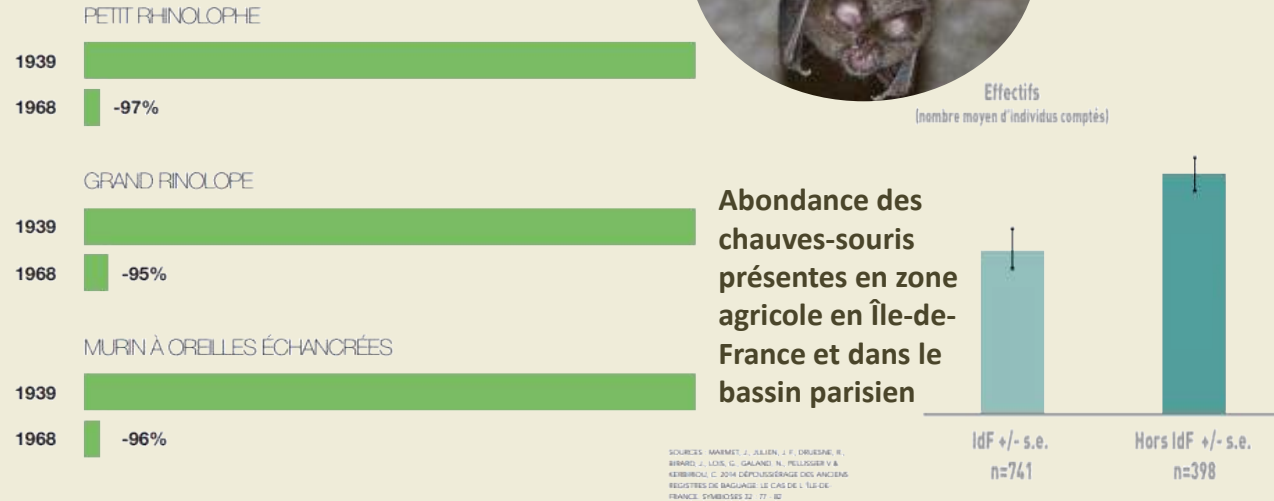 PETIT RHINOLOPHE
1939
1968 -97%
GRAND RINOLOPE
1939
1968 -95%
MURIN À OREILLES ÉCHANCRÉES
1939
1968 -96%
Effectifs
(nombre moyen d'individus comptés)
Abondance des
chauves-souris
présentes en zone
agricole en Île-de-
France et dans le
bassin parisien
IdF +/- s.e.
n=741
Hors IdF +/- s.e.
n=398
SOURCES : MARMET, J., JULIEN, J. F., DRUESNE, R.,
BIRARD, J., LOIS, G., GALAND, N., PELLISSIER V. &
KERBIRIOU, C. 2014 DÉPOUSSIÉRAGE DES ANCIENS
REGISTRES DE BAGUAGE: LE CAS DE L'ÎLE-DE-
FRANCE. SYMBIOSES 32 : 77 - 82